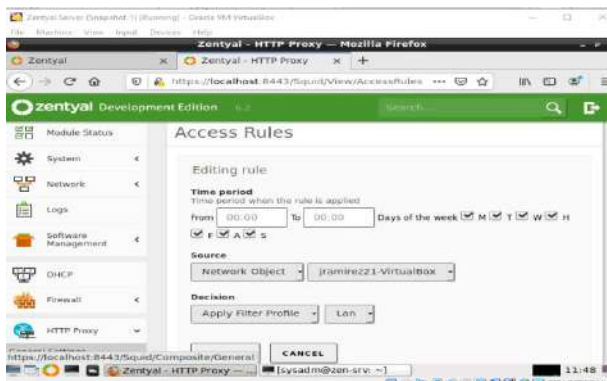 Zentyal Server (Snapshot 1) [Running] - Oracle VM VirtualBox
File Machine View Input Devices Help
Zentyal - HTTP Proxy — Mozilla Firefox
Zentyal
Zentyal - HTTP Proxy
https://localhost:8443/Squid/View/AccessRules
zentyal Development Edition 6.2
Search...
Module Status
System
Network
Logs
Software Management
DHCP
Firewall
HTTP Proxy
Access Rules
Editing rule
Time period
Time period when the rule is applied
From 00:00 To 00:00 Days of the week M T W H
F A S
Source
Network Object jramirez21-VirtualBox
Decision
Apply Filter Profile Lan
CANCEL
https://localhost:8443/Squid/Composite/General
Zentyal - HTTP Proxy — ...
[sysadm@zen-srv: ~]
11:48